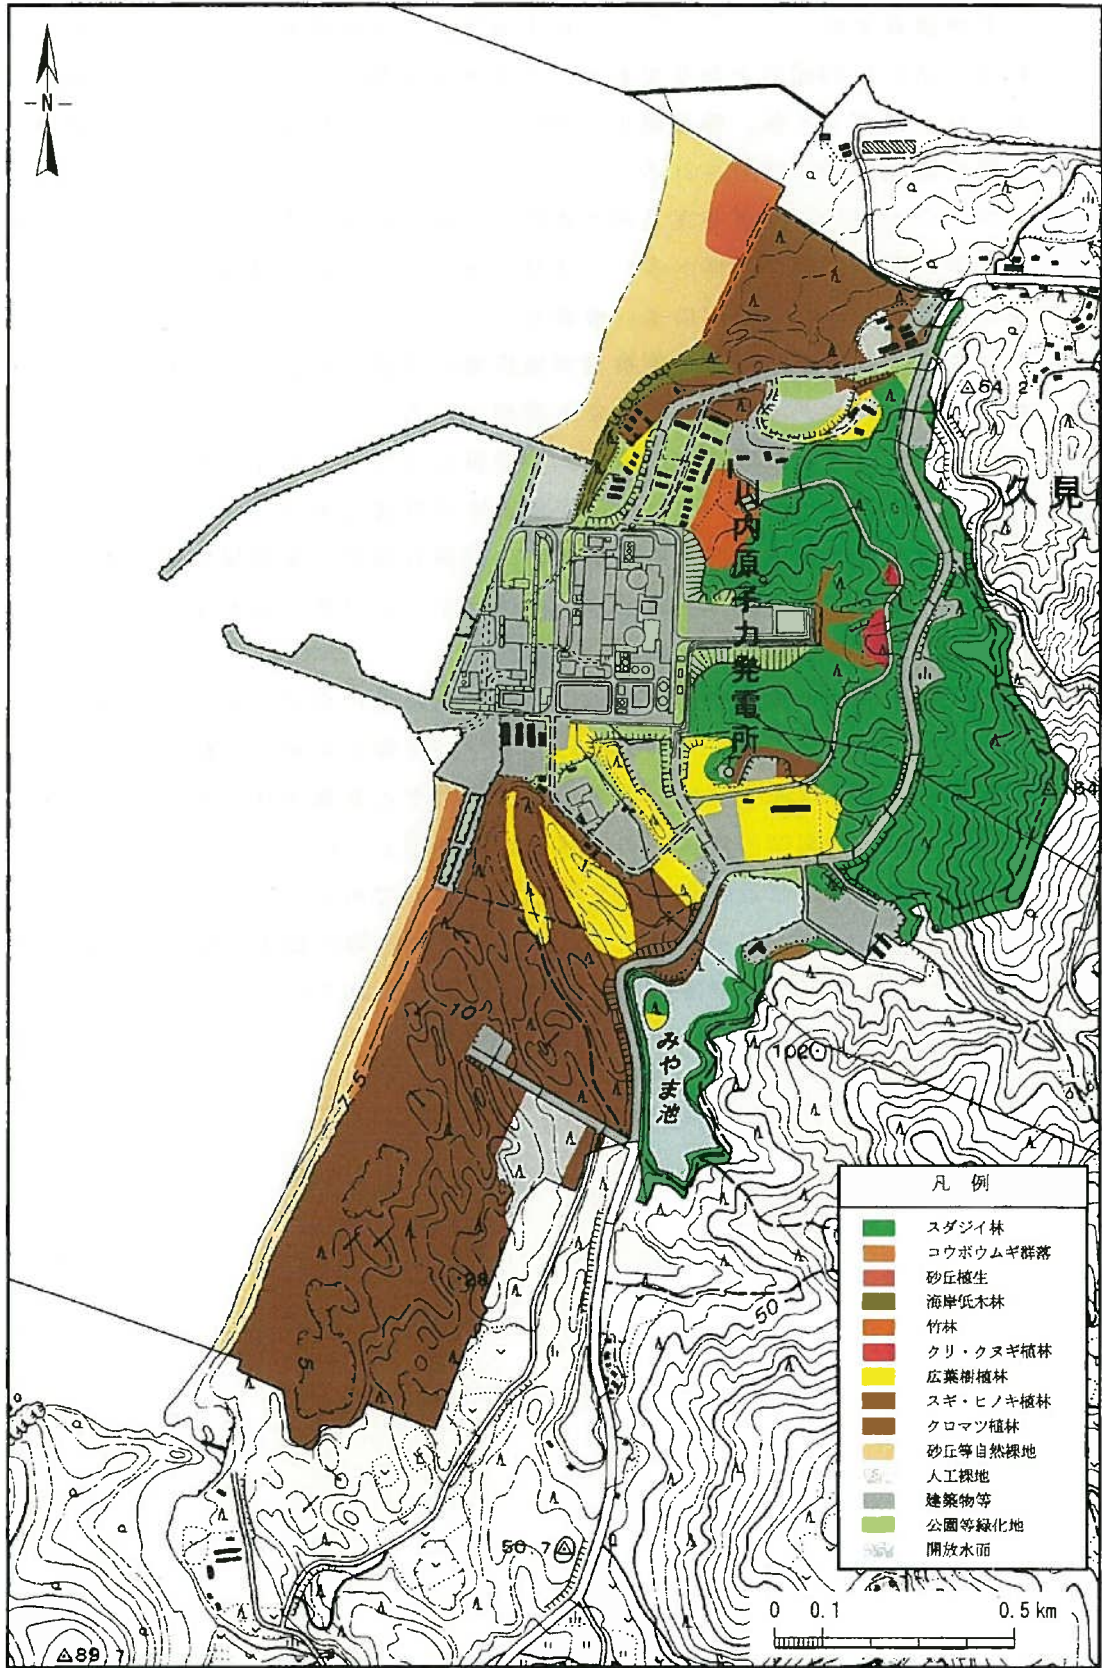 N
64.2
久見
川内原子力発電所
64
みやま池
10
7.5
102
28
50
凡例
スダジイ林
コウボウムギ群落
砂丘植生
海岸低木林
竹林
クリ・クヌギ植林
広葉樹植林
スギ・ヒノキ植林
クロマツ植林
砂丘等自然裸地
人工裸地
建築物等
公園等緑化地
開放水面
50.7
0 0.1 0.5 km
89.7